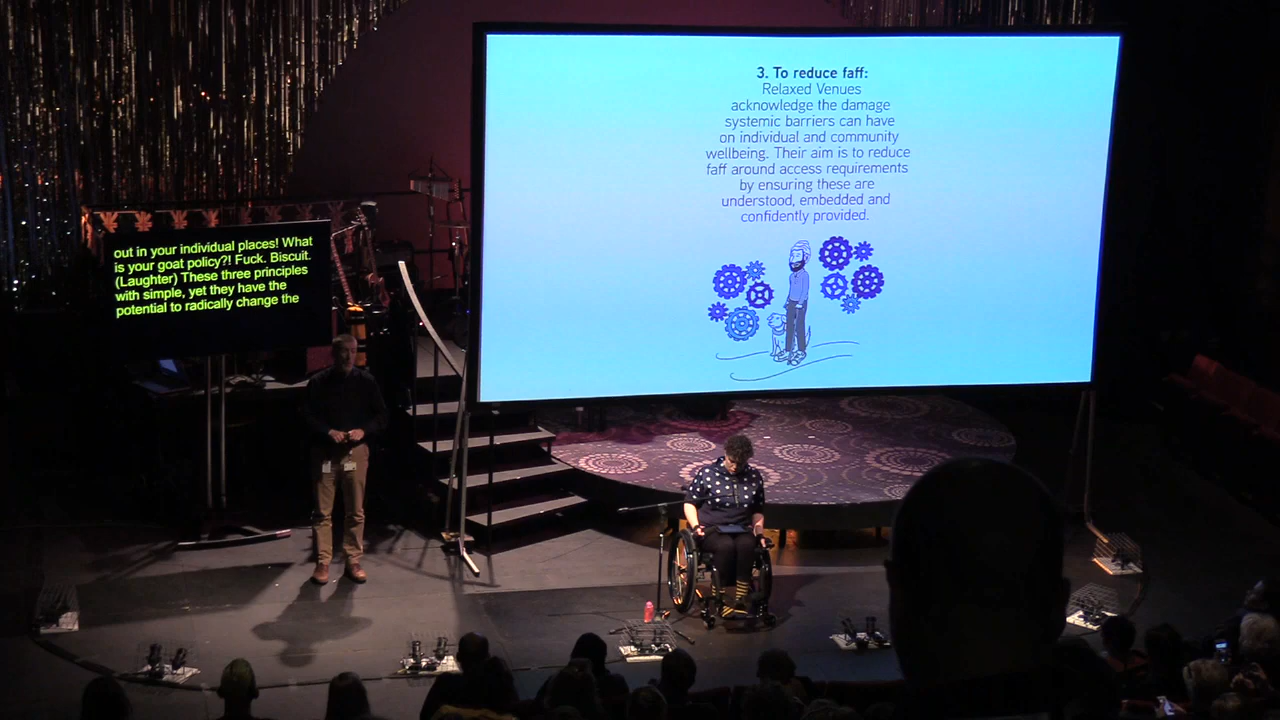 out in your individual places! What
is your goat policy?! Fuck. Biscuit.
(Laughter) These three principles
with simple, yet they have the
potential to radically change the
3. To reduce faff:
Relaxed Venues
acknowledge the damage
systemic barriers can have
on individual and community
wellbeing. Their aim is to reduce
faff around access requirements
by ensuring these are
understood, embedded and
confidently provided.